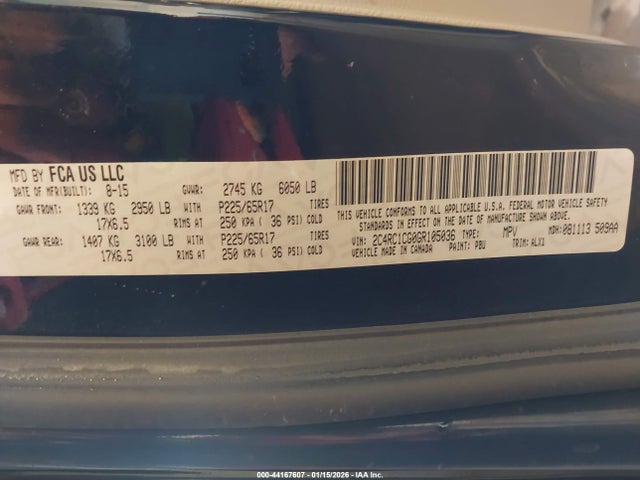 MFD BY FCA US LLC
DATE OF MFR(BUILT): 8-15 GVWR: 2745 KG 6050 LB
GAWR FRONT: 1339 KG 2950 LB WITH P225/65R17 TIRES
17X6.5 RIMS AT 250 KPA ( 36 PSI) COLD
GAWR REAR: 1407 KG 3100 LB WITH P225/65R17 TIRES
17X6.5 RIMS AT 250 KPA ( 36 PSI) COLD
THIS VEHICLE CONFORMS TO ALL APPLICABLE U.S.A. FEDERAL MOTOR VEHICLE SAFETY
STANDARDS IN EFFECT ON THE DATE OF MANUFACTURE SHOWN ABOVE.
VIN: 2C4RC1CG0GR105036 TYPE: MPV MDH: 081113 509AA
VEHICLE MADE IN CANADA PAINT: PBU TRIM: ALX1
000-44167607 - 01/15/2026 - IAA Inc.